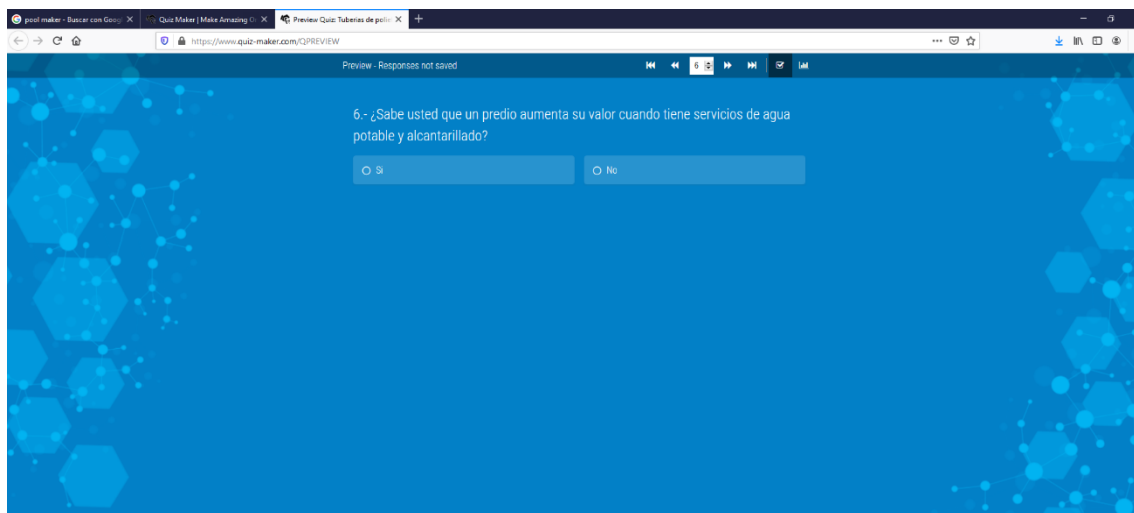 pool maker - Buscar con Googl
Quiz Maker | Make Amazing O
Preview Quiz: Tuberias de polie
https://www.quiz-maker.com/QPREVIEW
Preview - Responses not saved
6
6.- ¿Sabe usted que un predio aumenta su valor cuando tiene servicios de agua
potable y alcantarillado?
Si
No